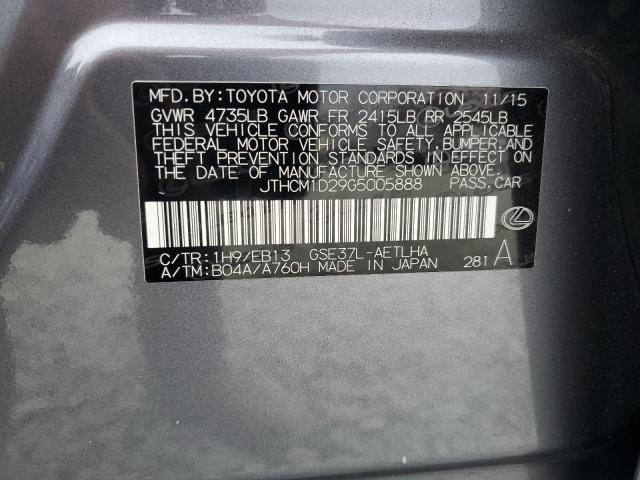 MFD.BY:TOYOTA MOTOR CORPORATION 11/15
GVWR 4735LB GAWR FR 2415LB RR 2545LB
THIS VEHICLE CONFORMS TO ALL APPLICABLE
FEDERAL MOTOR VEHICLE SAFETY,BUMPER,AND
THEFT PREVENTION STANDARDS IN EFFECT ON
THE DATE OF MANUFACTURE SHOWN ABOVE.
JTHCM1D29G5005888 PASS.CAR
C/TR:1H9/EB13 GSE37L-AETLHA
A/TM:B04A/A760H MADE IN JAPAN 281A